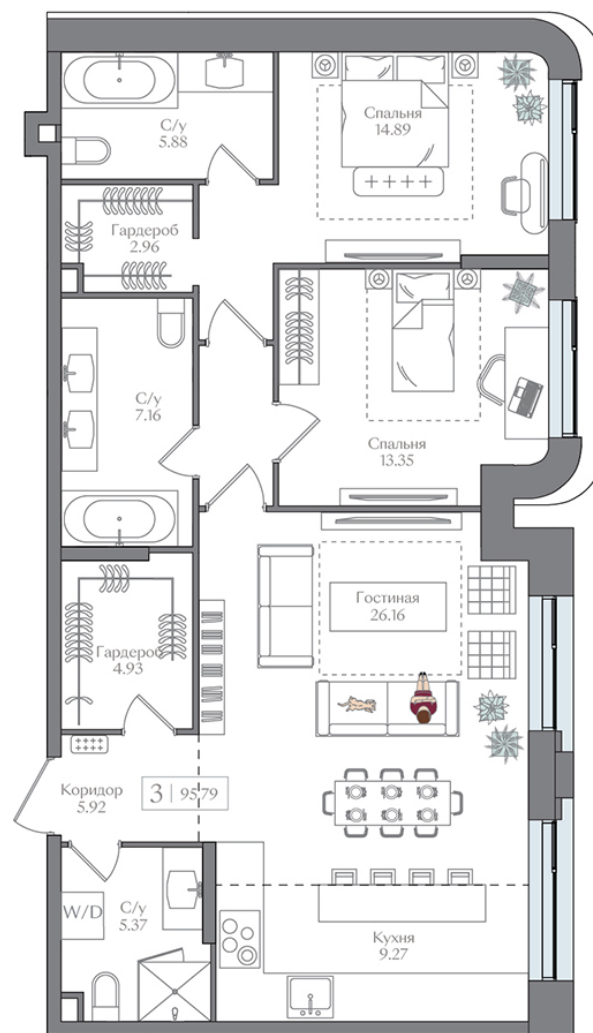 Спальня
14.89
С/у
5.88
Гардероб
2.96
С/у
7.16
Спальня
13.35
Гостиная
26.16
Гардероб
4.93
Коридор
5.92
3 | 95.79
W/D
С/у
5.37
Кухня
9.27